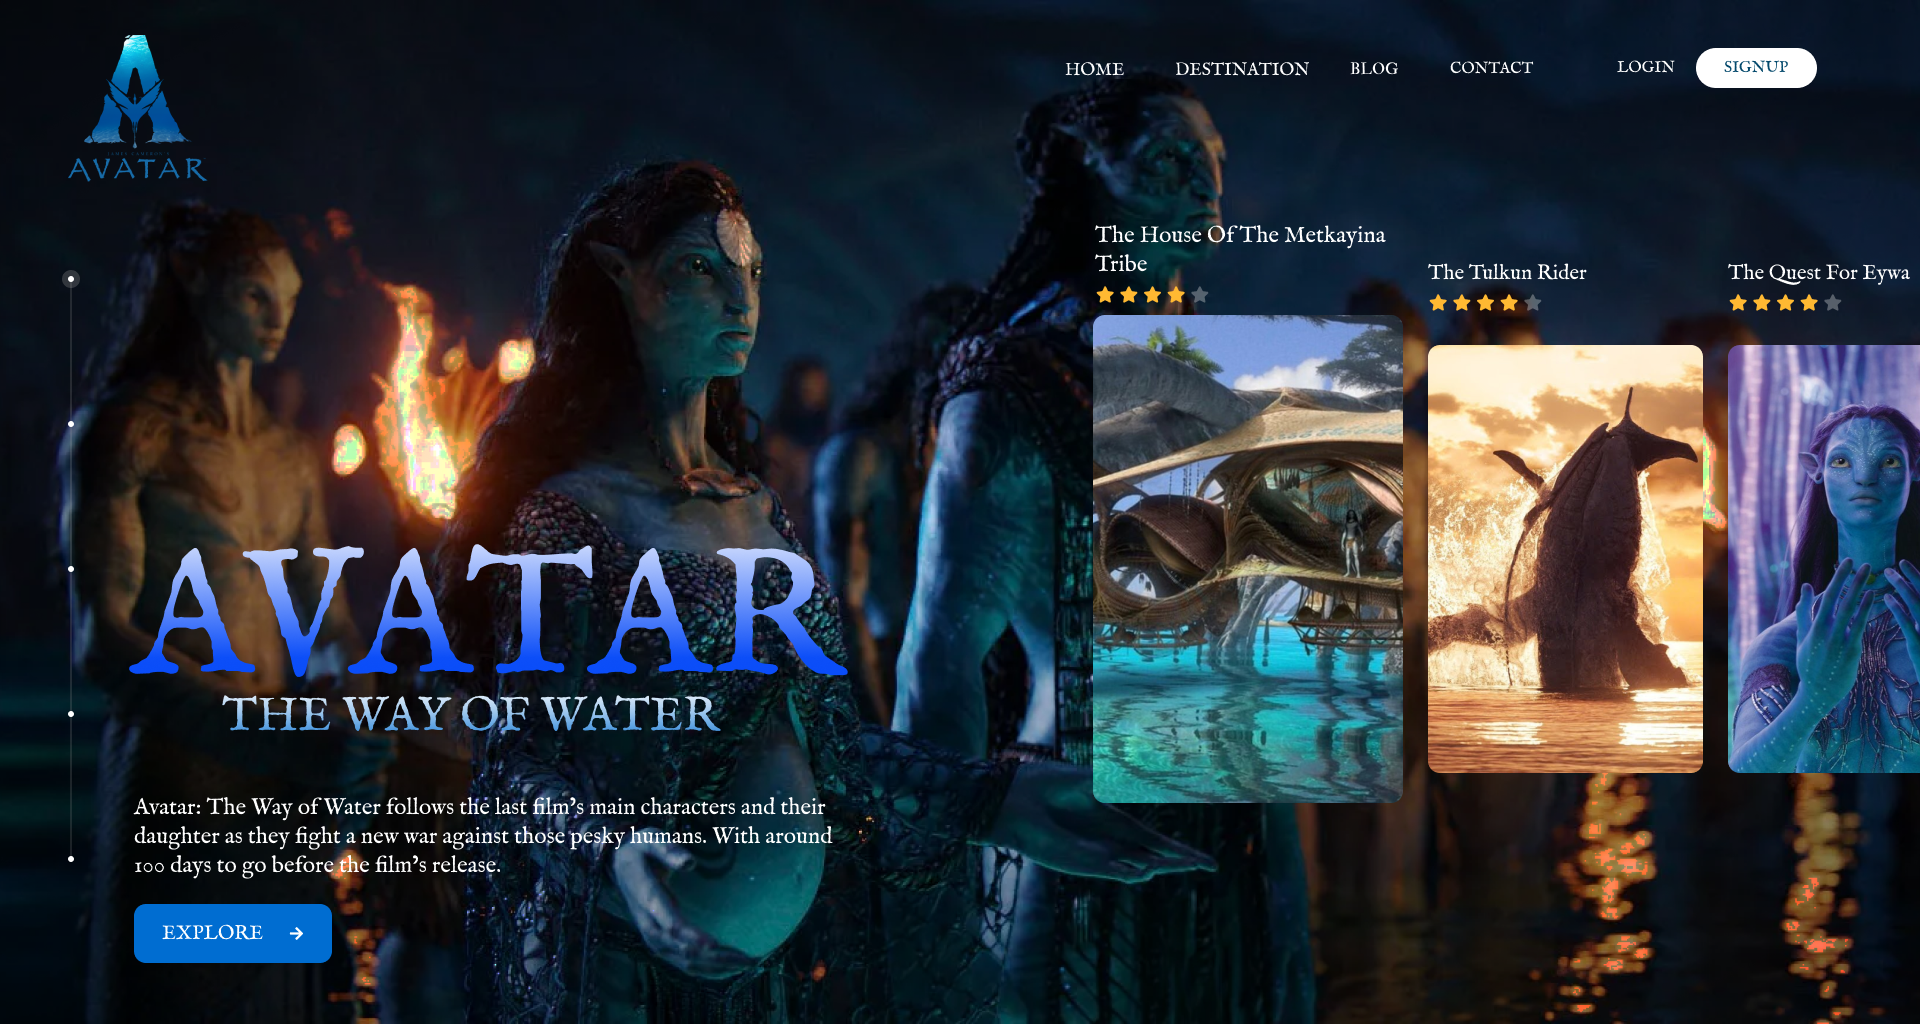 AVATAR
HOME
DESTINATION
BLOG
CONTACT
LOGIN
SIGNUP
The House Of The Metkayina
Tribe
The Tulkun Rider
The Quest For Eywa
AVATAR
THE WAY OF WATER
Avatar: The Way of Water follows the last film's main characters and their
daughter as they fight a new war against those pesky humans. With around
100 days to go before the film's release.
EXPLORE